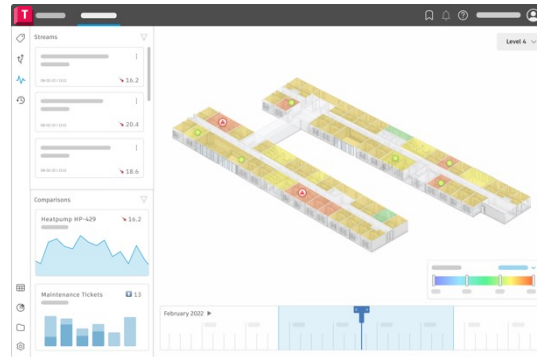 T
Streams
Level 4
16.2
20.4
18.6
Comparisons
Heatpump HP-429
16.2
Maintenance Tickets
13
February 2022